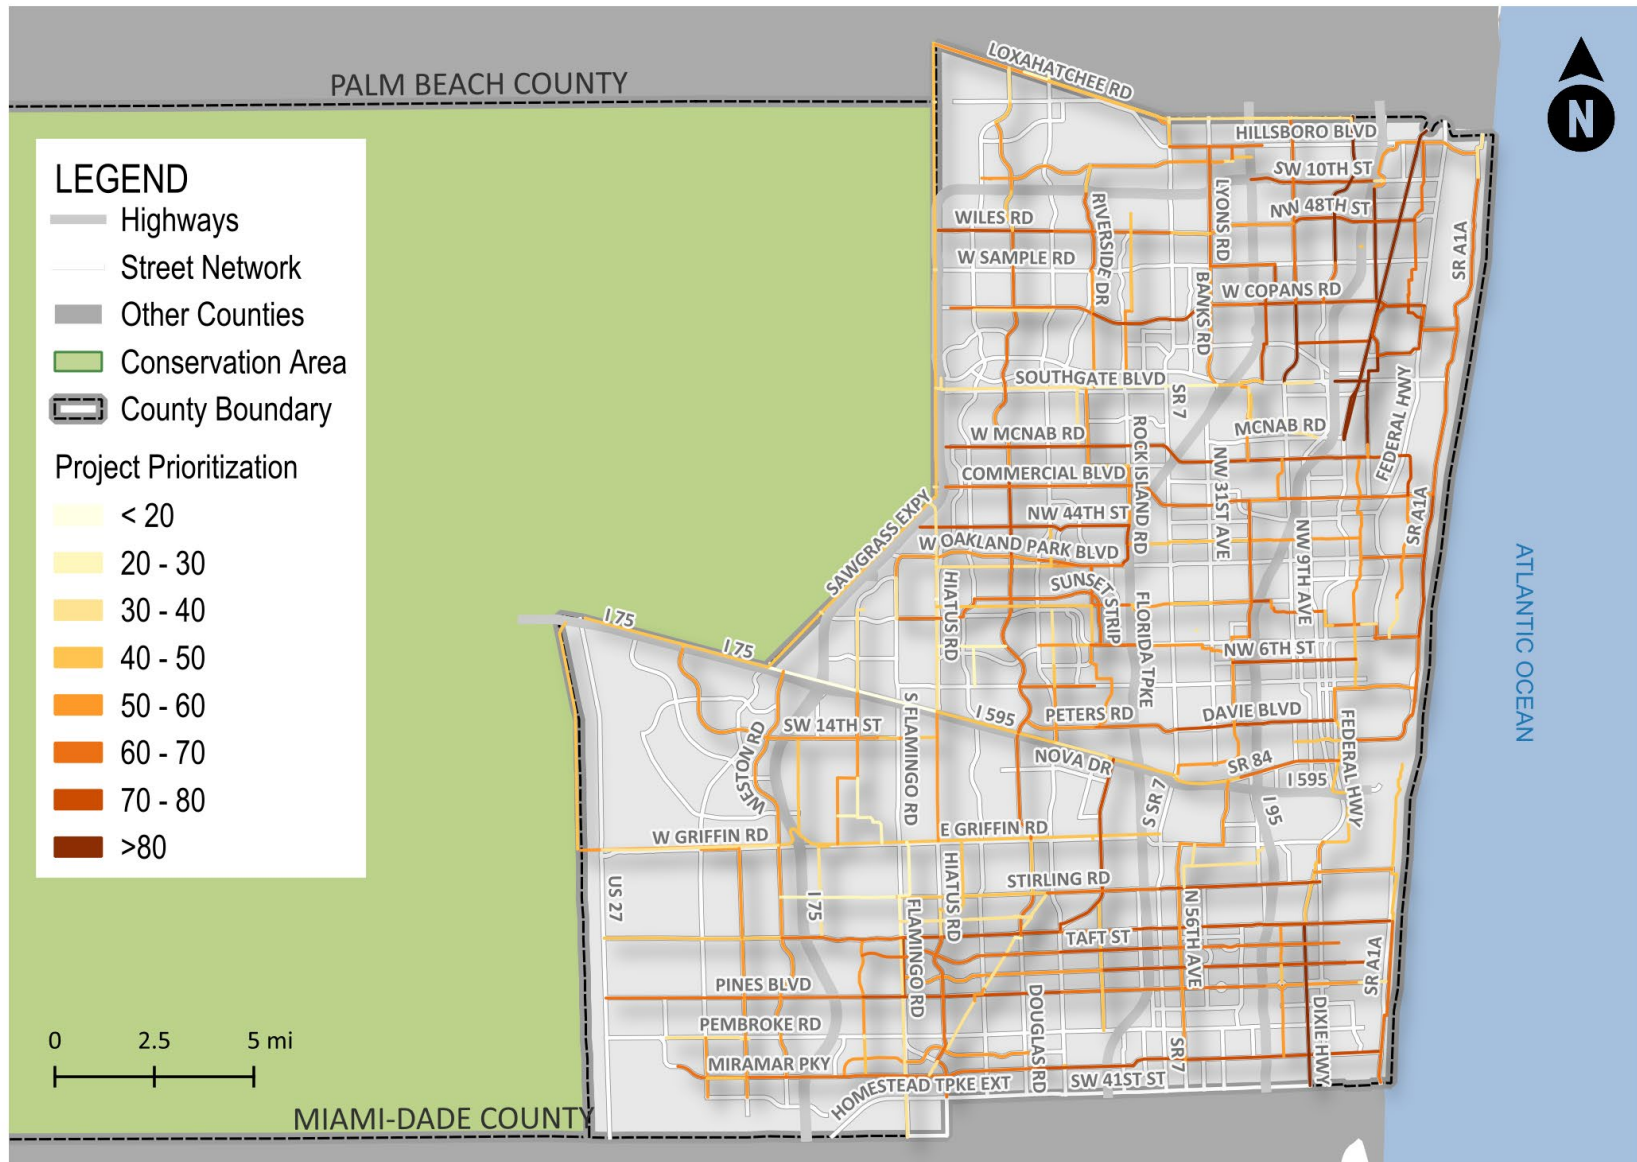 PALM BEACH COUNTY
LOXAHATCHEE RD
N
LEGEND
Highways
Street Network
Other Counties
Conservation Area
County Boundary
Project Prioritization
< 20
20 - 30
30 - 40
40 - 50
50 - 60
60 - 70
70 - 80
>80
HILLSBORO BLVD
SW 10TH ST
LYONS RD
NW 48TH ST
WILES RD
RIVERSIDE DR
SR A1A
W SAMPLE RD
BANKS RD
W COPANS RD
SOUTHGATE BLVD
SR 7
FEDERAL HWY
W MCNAB RD
ROCK ISLAND RD
MCNAB RD
COMMERCIAL BLVD
NW 31ST AVE
SAWGRASS EXPY
NW 44TH ST
SR A1A
W OAKLAND PARK BLVD
NW 9TH AVE
HIATUS RD
SUNSET STRIP
FLORIDA TPKE
ATLANTIC OCEAN
I 75
I 75
NW 6TH ST
S FLAMINGO RD
I 595
PETERS RD
DAVIE BLVD
SW 14TH ST
WESTON RD
NOVA DR
SR 84
I 595
FEDERAL HWY
S SR 7
I 95
W GRIFFIN RD
E GRIFFIN RD
US 27
I 75
HIATUS RD
STIRLING RD
FLAMINGO RD
N 56TH AVE
TAFT ST
SR A1A
PINES BLVD
DOUGLAS RD
PEMBROKE RD
DIXIE HWY
SR 7
MIRAMAR PKY
HOMESTEAD TPKE EXT
SW 41ST ST
0 2.5 5 mi
MIAMI-DADE COUNTY